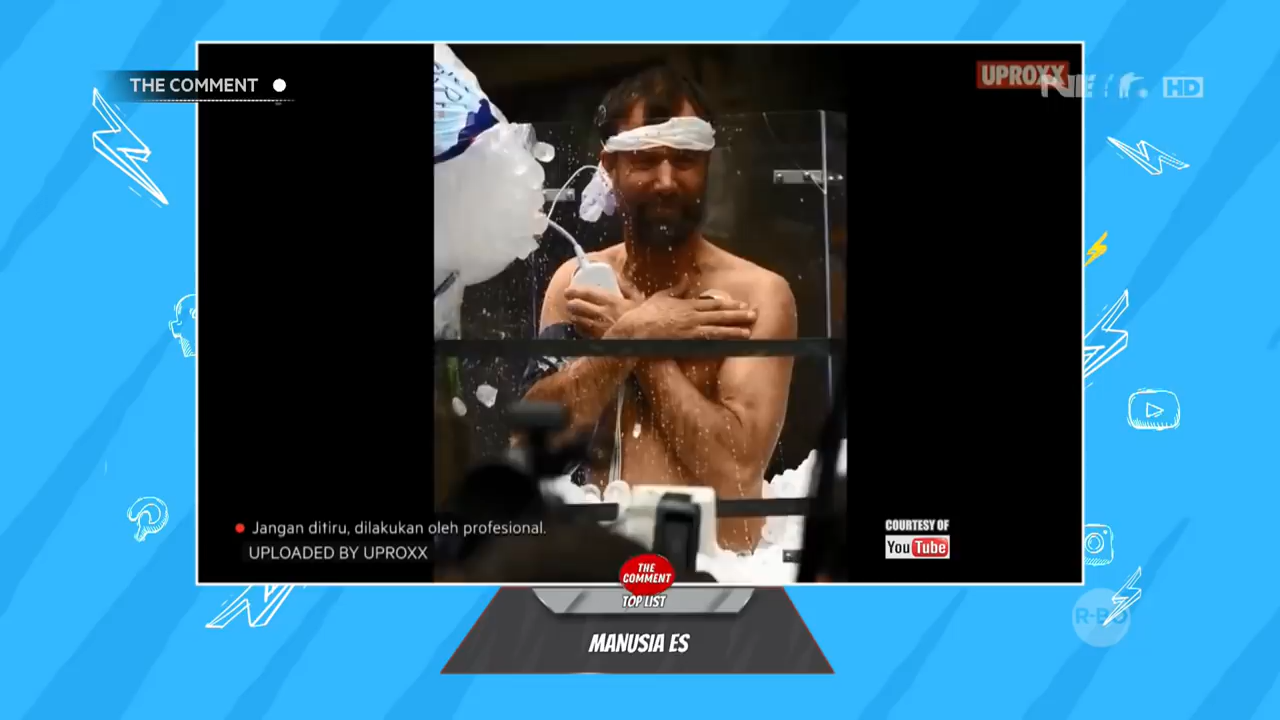 THE COMMENT
UPROXX
NET.
HD
Jangan ditiru, dilakukan oleh profesional.
UPLOADED BY UPROXX
COURTESY OF
YouTube
THE
COMMENT
TOP LIST
R-BO
MANUSIA ES